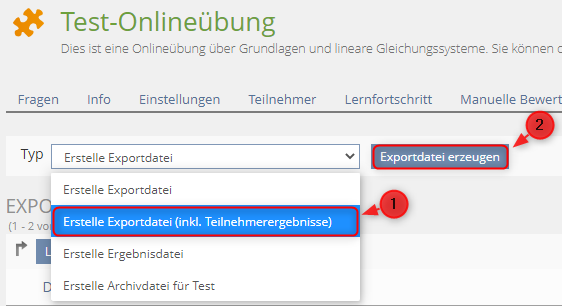 Test-Onlineübung
Dies ist eine Onlineübung über Grundlagen und lineare Gleichungssysteme. Sie können
Fragen Info Einstellungen Teilnehmer Lernfortschritt Manuelle Bewert
2
Typ Erstelle Exportdatei Exportdatei erzeugen
Erstelle Exportdatei
EXPO
Erstelle Exportdatei (inkl. Teilnehmerergebnisse) 1
(1 - 2 vo
L
Erstelle Ergebnisdatei
D
Erstelle Archivdatei für Test